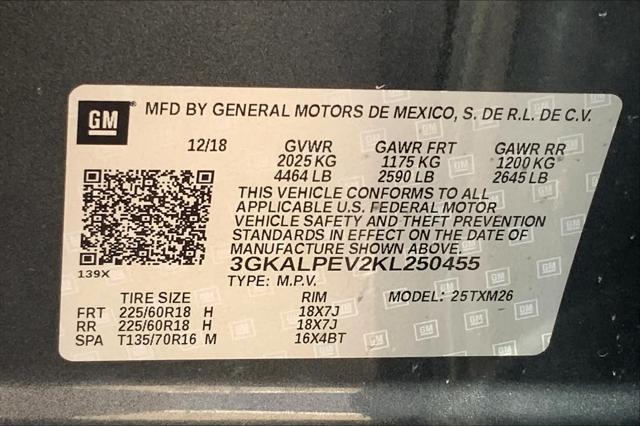 GM
MFD BY GENERAL MOTORS DE MEXICO, S. DE R.L. DE C.V.
12/18 GVWR GAWR FRT GAWR RR
2025 KG 1175 KG 1200 KG
4464 LB 2590 LB 2645 LB
THIS VEHICLE CONFORMS TO ALL
APPLICABLE U.S. FEDERAL MOTOR
VEHICLE SAFETY AND THEFT PREVENTION
STANDARDS IN EFFECT ON THE DATE OF
MANUFACTURE SHOWN ABOVE.
139X
3GKALPEV2KL250455
TYPE: M.P.V. MODEL: 25TXM26
TIRE SIZE RIM
FRT 225/60R18 H 18X7J
RR 225/60R18 H 18X7J
SPA T135/70R16 M 16X4BT